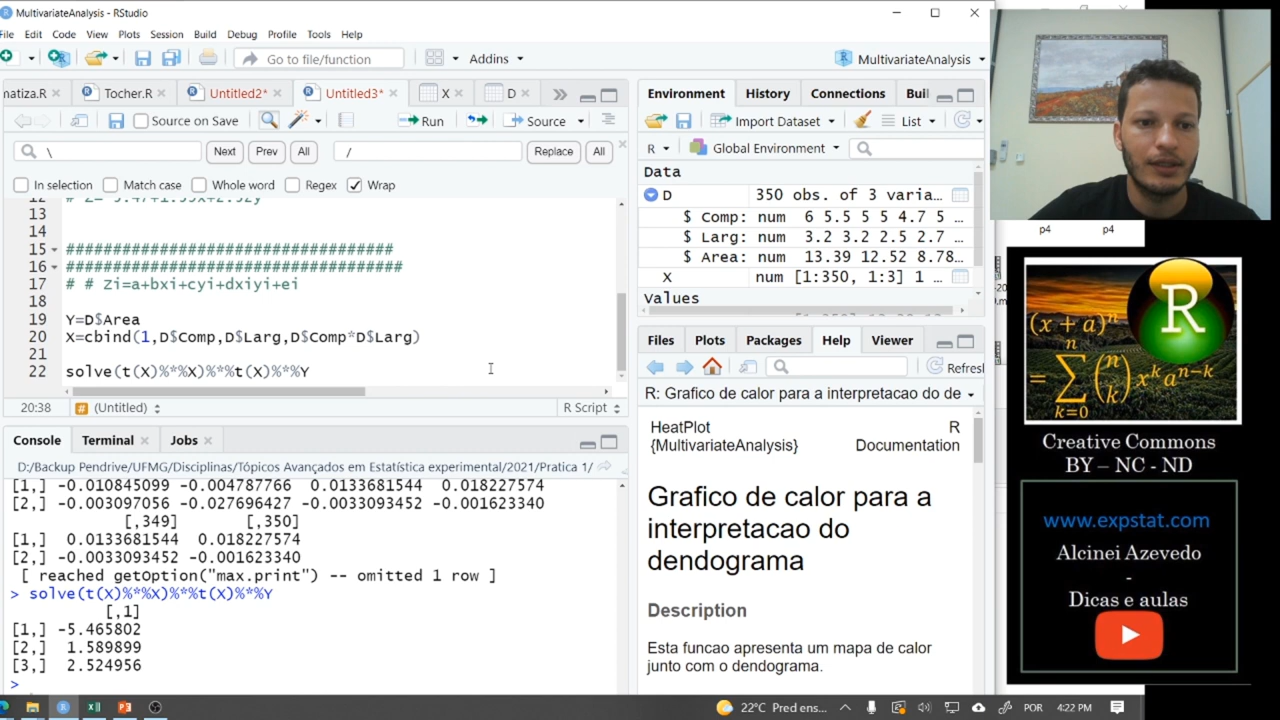 MultivariateAnalysis - RStudio
File Edit Code View Plots Session Build Debug Profile Tools Help
Go to file/function Addins MultivariateAnalysis
matiza.R Tocher.R Untitled2* Untitled3* X D
Source on Save Run Source
\ Next Prev All / Replace All
In selection Match case Whole word Regex Wrap
13
14
15 ###################################
16 ####################################
17 # # Zi=a+bxi+cyi+dxiyi+ei
18
19 Y=D$Area
20 X=cbind(1,D$Comp,D$Larg,D$Comp*D$Larg)
21
22 solve(t(X)%*%X)%*%t(X)%*%Y
20:38 (Untitled) R Script
Console Terminal Jobs
D:/Backup Pendrive/UFMG/Disciplinas/Tópicos Avançados em Estatística experimental/2021/Pratica 1/
[1,] -0.010845099 -0.004787766 0.0133681544 0.018227574
[2,] -0.003097056 -0.027696427 -0.0033093452 -0.001623340
[,349] [,350]
[1,] 0.0133681544 0.018227574
[2,] -0.0033093452 -0.001623340
[ reached getOption("max.print") -- omitted 1 row ]
> solve(t(X)%*%X)%*%t(X)%*%Y
[,1]
[1,] -5.465802
[2,] 1.589899
[3,] 2.524956
>
Environment History Connections Bui
Import Dataset List
R Global Environment
Data
D 350 obs. of 3 varia…
$ Comp: num 6 5.5 5 5 4.7 5 …
$ Larg: num 3.2 3.2 2.5 2.7 …
$ Area: num 13.39 12.52 8.78…
X num [1:350, 1:3] 1 …
Values
Files Plots Packages Help Viewer
Refresh
R: Grafico de calor para a interpretacao do de
HeatPlot {MultivariateAnalysis}
R Documentation
Grafico de calor para a
interpretacao do
dendograma
Description
Esta funcao apresenta um mapa de calor
junto com o dendograma.
p4 p4
R
(x + a)^n
= ∑ k=0 n (n k) x^k a^{n−k}
Creative Commons
BY – NC - ND
www.expstat.com
Alcinei Azevedo
-
Dicas e aulas
22°C Pred ens... POR 4:22 PM